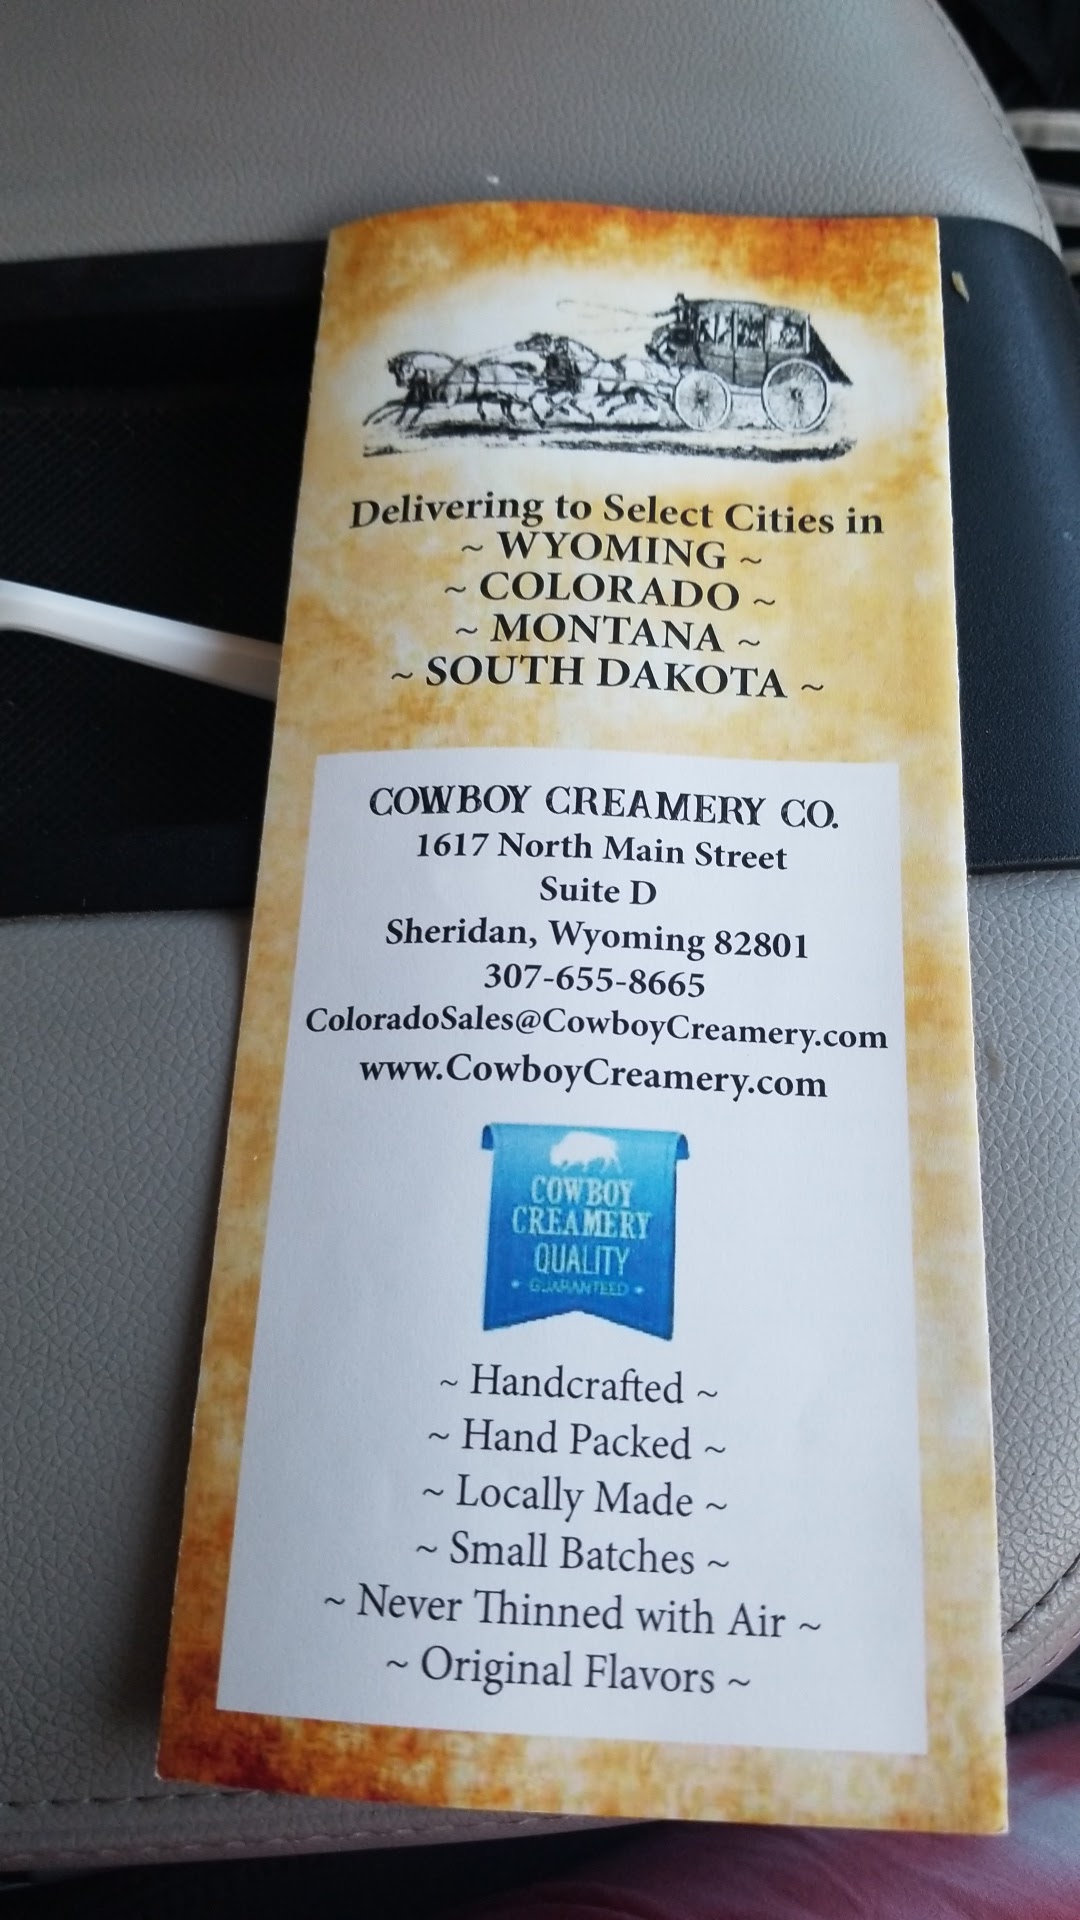 Delivering to Select Cities in
~ WYOMING ~
~ COLORADO ~
~ MONTANA ~
~ SOUTH DAKOTA ~
COWBOY CREAMERY CO.
1617 North Main Street
Suite D
Sheridan, Wyoming 82801
307-655-8665
ColoradoSales@CowboyCreamery.com
www.CowboyCreamery.com
COWBOY
CREAMERY
QUALITY
• GUARANTEED •
~ Handcrafted ~
~ Hand Packed ~
~ Locally Made ~
~ Small Batches ~
~ Never Thinned with Air ~
~ Original Flavors ~